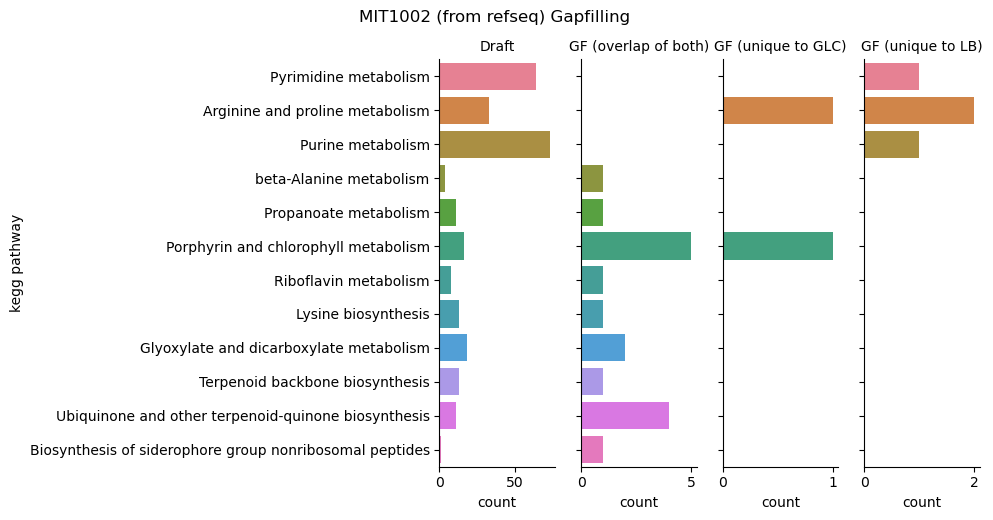 MIT1002 (from refseq) Gapfilling
Draft
GF (overlap of both)
GF (unique to GLC)
GF (unique to LB)
kegg pathway
Pyrimidine metabolism
Arginine and proline metabolism
Purine metabolism
beta-Alanine metabolism
Propanoate metabolism
Porphyrin and chlorophyll metabolism
Riboflavin metabolism
Lysine biosynthesis
Glyoxylate and dicarboxylate metabolism
Terpenoid backbone biosynthesis
Ubiquinone and other terpenoid-quinone biosynthesis
Biosynthesis of siderophore group nonribosomal peptides
0 50
0 5
0 1
0 2
count
count
count
count